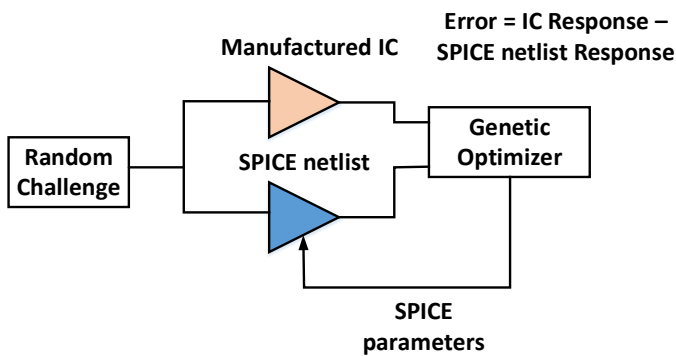 Error = IC Response –
SPICE netlist Response
Manufactured IC
Genetic
Optimizer
Random
Challenge
SPICE netlist
SPICE
parameters